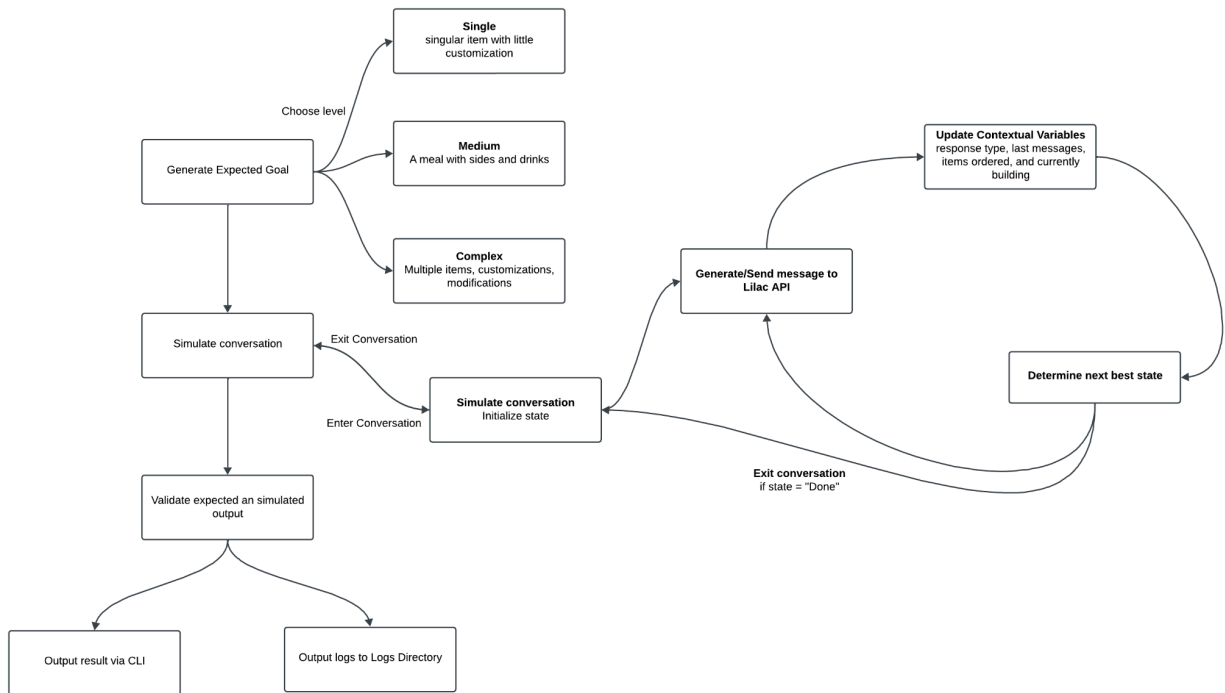 Single
singular item with little
customization
Choose level
Medium
A meal with sides and drinks
Generate Expected Goal
Complex
Multiple items, customizations,
modifications
Update Contextual Variables
response type, last messages,
items ordered, and currently
building
Generate/Send message to
Lilac API
Simulate conversation
Exit Conversation
Enter Conversation
Simulate conversation
Initialize state
Determine next best state
Exit conversation
if state = "Done"
Validate expected an simulated
output
Output result via CLI
Output logs to Logs Directory